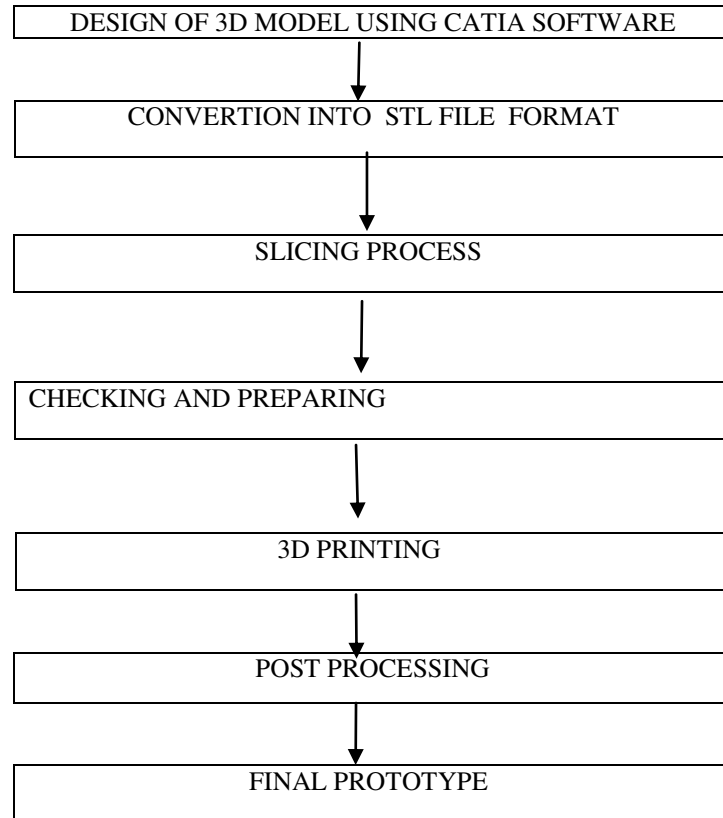 DESIGN OF 3D MODEL USING CATIA SOFTWARE
CONVERTION INTO STL FILE FORMAT
SLICING PROCESS
CHECKING AND PREPARING
3D PRINTING
POST PROCESSING
FINAL PROTOTYPE